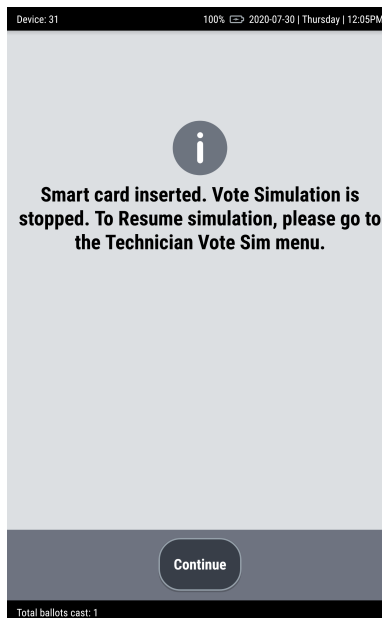 Device: 31 100% 2020-07-30 | Thursday | 12:05PM
Smart card inserted. Vote Simulation is
stopped. To Resume simulation, please go to
the Technician Vote Sim menu.
Continue
Total ballots cast: 1